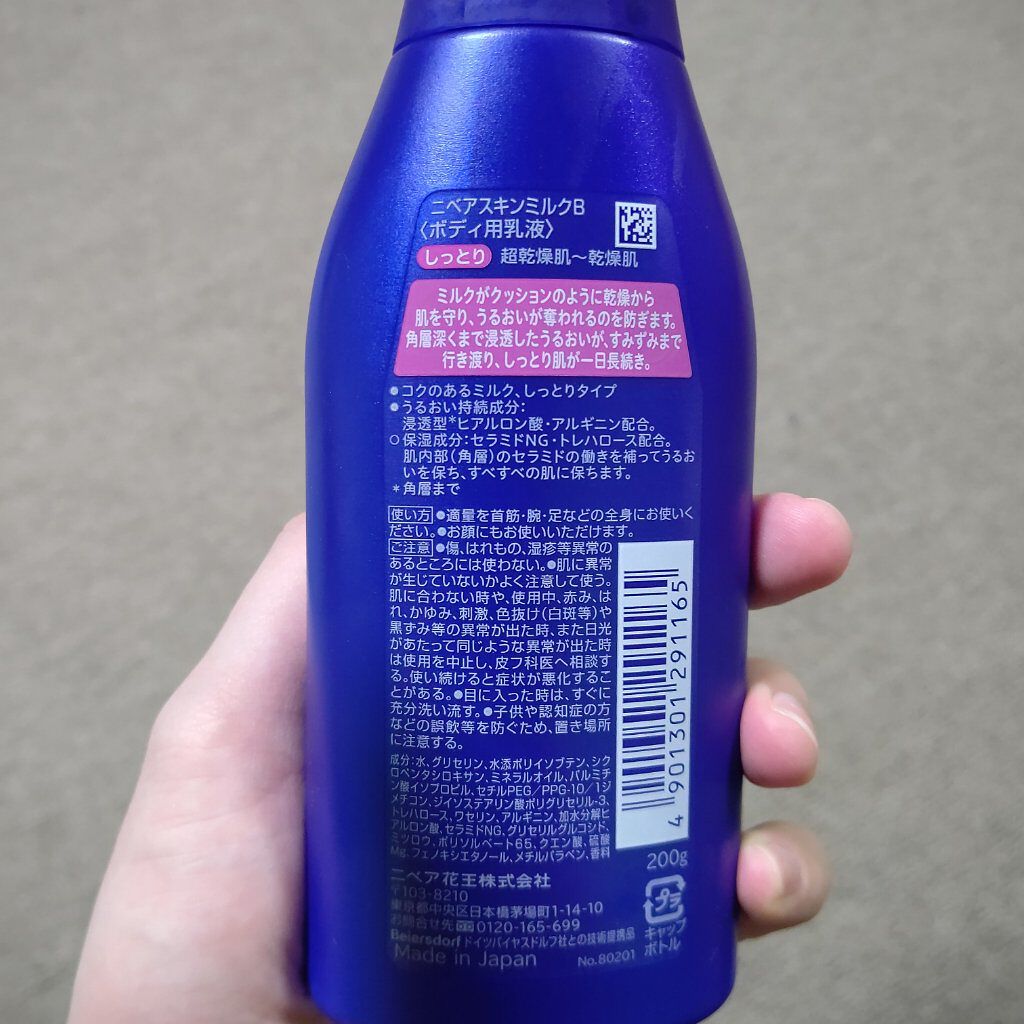 ニベアスキンミルクB
〈ボディ用乳液〉
しっとり 超乾燥肌～乾燥肌
ミルクがクッションのように乾燥から
肌を守り、うるおいが奪われるのを防ぎます。
角層深くまで浸透したうるおいが、すみずみまで
行き渡り、しっとり肌が一日長続き。
●コクのあるミルク、しっとりタイプ
●うるおい持続成分：
浸透型*ヒアルロン酸・アルギニン配合。
○保湿成分：セラミドNG・トレハロース配合。
肌内部（角層）のセラミドの働きを補ってうるお
いを保ち、すべすべの肌に保ちます。
*角層まで
使い方 ●適量を首筋・腕・足などの全身にお使いく
ださい。●お顔にもお使いいただけます。
ご注意 ●傷、はれもの、湿疹等異常の
あるところには使わない。●肌に異常
が生じていないかよく注意して使う。
肌に合わない時や、使用中、赤み、は
れ、かゆみ、刺激、色抜け（白斑等）や
黒ずみ等の異常が出た時、また日光
があたって同じような異常が出た時
は使用を中止し、皮フ科医へ相談す
る。使い続けると症状が悪化するこ
とがある。●目に入った時は、すぐに
充分洗い流す。●子供や認知症の方
などの誤飲等を防ぐため、置き場所
に注意する。
成分：水、グリセリン、水添ポリイソブテン、シク
ロペンタシロキサン、ミネラルオイル、パルミチ
ン酸イソプロピル、セチルPEG／PPG-10／1ジ
メチコン、ジイソステアリン酸ポリグリセリル-3、
トレハロース、ワセリン、アルギニン、加水分解ヒ
アルロン酸、セラミドNG、グリセリルグルコシド、
ミツロウ、ポリソルベート65、クエン酸、硫酸
Mg、フェノキシエタノール、メチルパラベン、香料
4 901301 291165
200g
ニベア花王株式会社
〒103-8210
東京都中央区日本橋茅場町1-14-10
お問合せ先 0120-165-699
Beiersdorf ドイツバイヤスドルフ社との技術提携品
Made in Japan No.80201
プラ
キャップ
ボトル